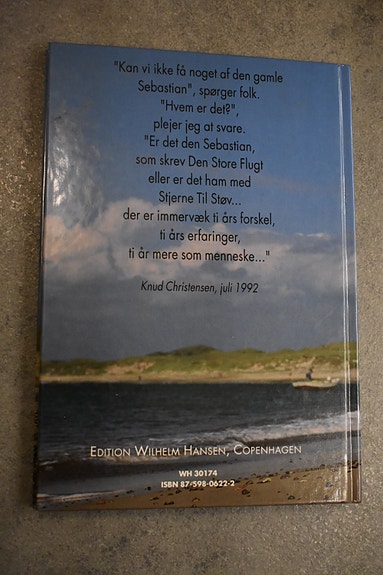 "Kan vi ikke få noget af den gamle
Sebastian", spørger folk.
"Hvem er det?",
plejer jeg at svare.
"Er det den Sebastian,
som skrev Den Store Flugt
eller er det ham med
Stjerne Til Støv...
der er immervæk ti års forskel,
ti års erfaringer,
ti år mere som menneske..."
Knud Christensen, juli 1992
EDITION WILHELM HANSEN, COPENHAGEN
WH 30174
ISBN 87-598-0622-2